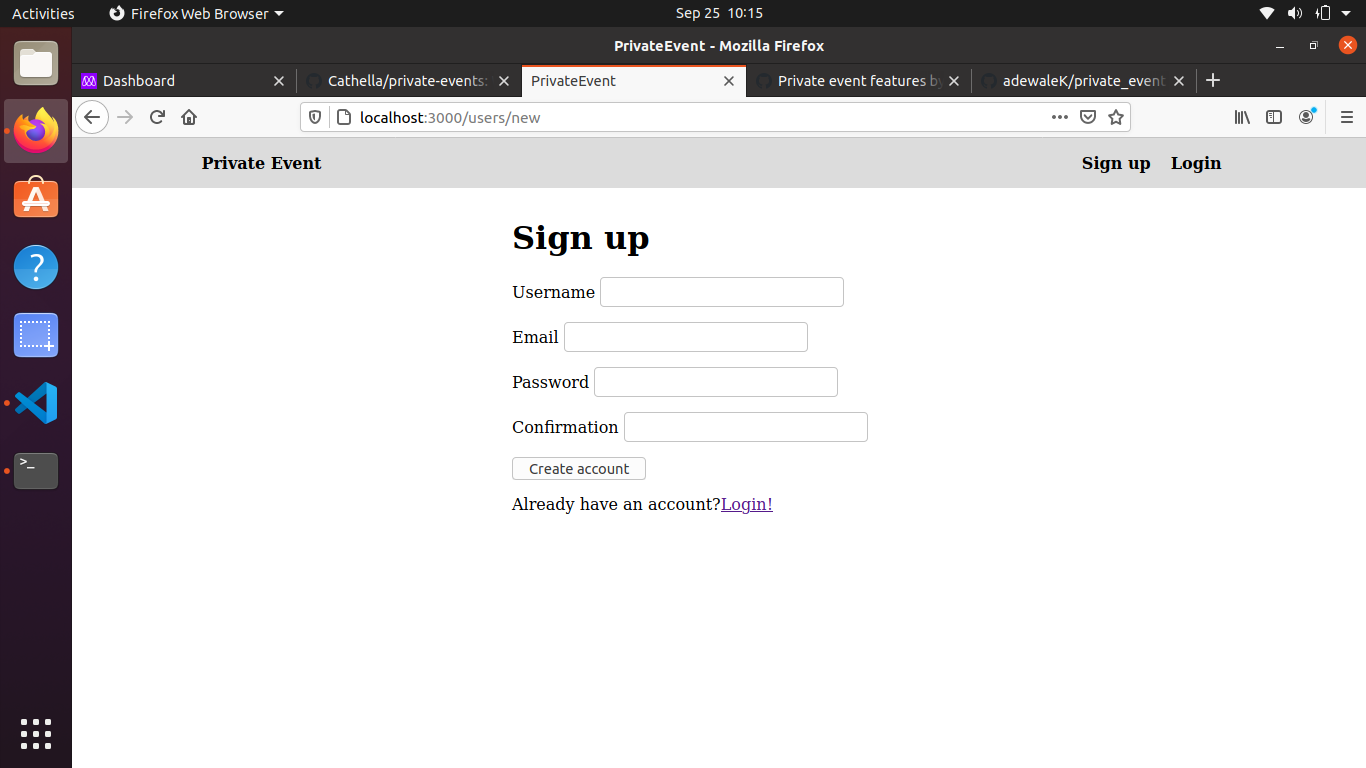 Activities Firefox Web Browser Sep 25 10:15
PrivateEvent - Mozilla Firefox
Dashboard Cathella/private-events: PrivateEvent Private event features by adewaleK/private_event
localhost:3000/users/new
Private Event Sign up Login
Sign up
Username
Email
Password
Confirmation
Create account
Already have an account?Login!